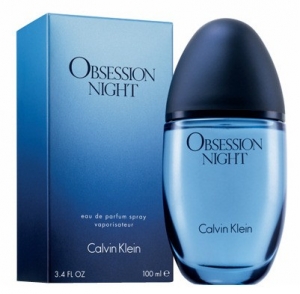 OBSESSION
NIGHT
eau de parfum spray
vaporisateur
Calvin Klein
3.4 FL OZ 100 ml ℮
OBSESSION
NIGHT
Calvin Klein